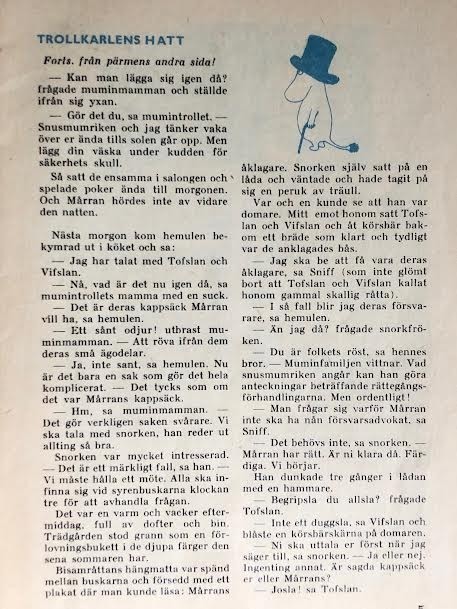 TROLLKARLENS HATT
Forts. från pärmens andra sida!
— Kan man lägga sig igen då?
frågade muminmamman och ställde
ifrån sig yxan.
— Gör det du, sa mumintrollet. —
Snusmumriken och jag tänker vaka
över er ända tills solen går opp. Men
lägg din väska under kudden för
säkerhets skull.
Så satt de ensamma i salongen och
spelade poker ända till morgonen.
Och Mårran hördes inte av vidare
den natten.
Nästa morgon kom hemulen be-
kymrad ut i köket och sa:
— Jag har talat med Tofslan och
Vifslan.
— Nå, vad är det nu igen då, sa
mumintrollets mamma med en suck.
— Det är deras kappsäck Mårran
vill ha, sa hemulen.
— Ett sånt odjur! utbrast mu-
minmamman. — Att röva ifrån dem
deras små ägodelar.
— Ja, inte sant, sa hemulen. Nu
är det bara en sak som gör det hela
komplicerat. — Det tycks som om
det var Mårrans kappsäck.
— Hm, sa muminmamman. —
Det gör verkligen saken svårare. Vi
ska tala med snorken, han reder ut
allting så bra.
Snorken var mycket intresserad.
— Det är ett märkligt fall, sa han. —
Vi måste hålla ett möte. Alla ska in-
finna sig vid syrenbuskarna klockan
tre för att avhandla frågan.
Det var en varm och vacker efter-
middag, full av dofter och bin.
Trädgården stod grann som en för-
lovningsbukett i de djupa färger den
sena sommaren har.
Bisamråttans hängmatta var spänd
mellan buskarna och försedd med ett
plakat där man kunde läsa: Mårrans
åklagare. Snorken själv satt på en
låda och väntade och hade tagit på
sig en peruk av träull.
Var och en kunde se att han var
domare. Mitt emot honom satt Tofs-
lan och Vifslan och åt körsbär bak-
om ett bräde som klart och tydligt
var de anklagades bås.
— Jag ska be att få vara deras
åklagare, sa Sniff (som inte glömt
bort att Tofslan och Vifslan kallat
honom gammal skallig råtta).
— I så fall blir jag deras försva-
rare, sa hemulen.
— Än jag då? frågade snorkfrö-
ken.
— Du är folkets röst, sa hennes
bror. — Muminfamiljen vittnar. Vad
snusmumriken angår kan han göra
anteckningar beträffande rättegångs-
förhandlingarna. Men ordentligt!
— Man frågar sig varför Mårran
inte ska ha nån försvarsadvokat, sa
Sniff.
— Det behövs inte, sa snorken. —
Mårran har rätt. Är ni klara då. Fär-
diga. Vi börjar.
Han dunkade tre gånger i lådan
med en hammare.
— Begripsla du allsla? frågade
Tofslan.
— Inte ett duggsla, sa Vifslan och
blåste en körsbärskärna på domaren.
— Ni ska uttala er först när jag
säger till, sa snorken. — Ja eller nej.
Ingenting annat. Är sagda kappsäck
er eller Mårrans?
— Josla! sa Tofslan.